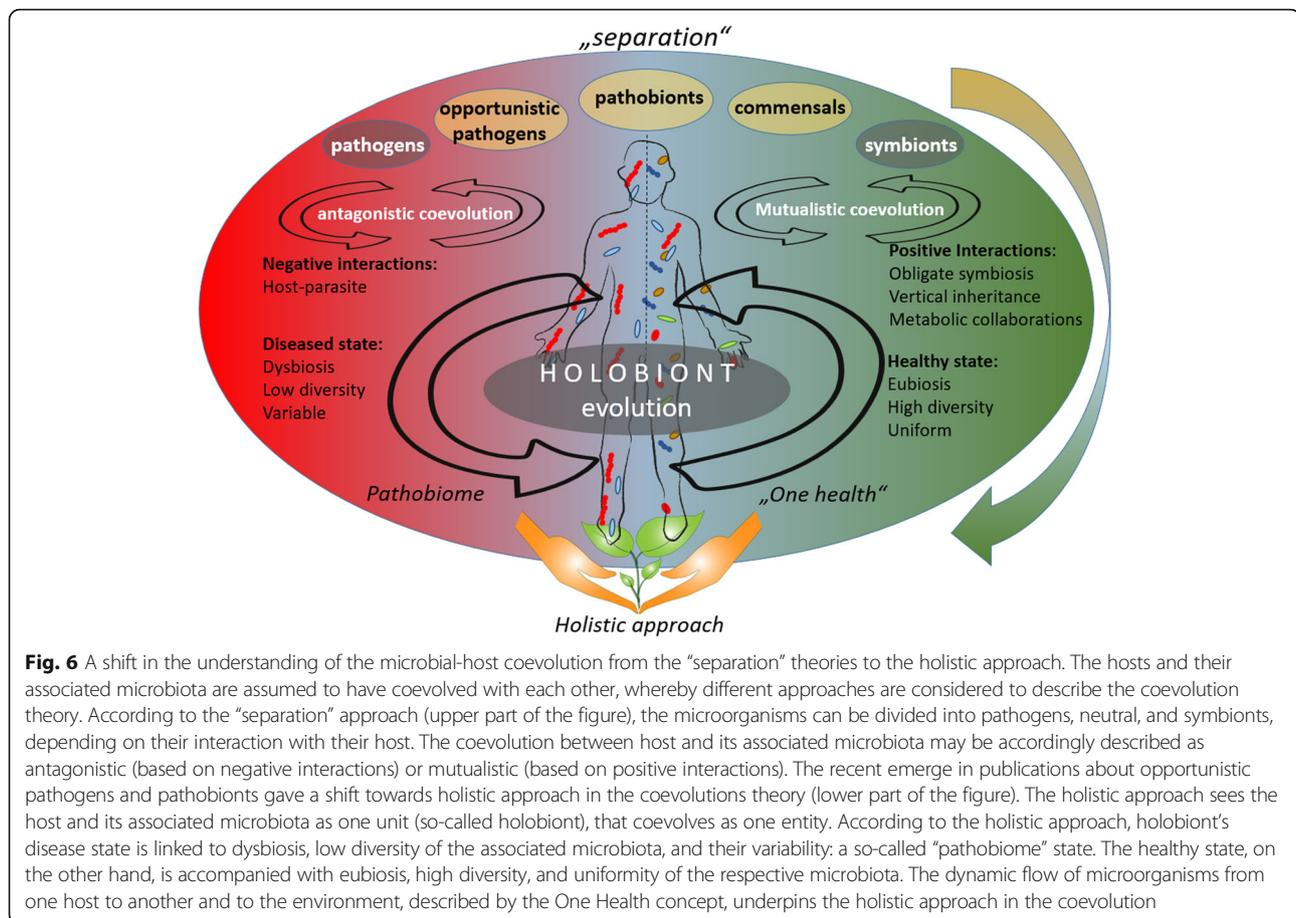 „separation“
pathobionts
opportunistic
pathogens
commensals
pathogens
symbionts
antagonistic coevolution
Mutualistic coevolution
Negative interactions:
Host-parasite
Positive Interactions:
Obligate symbiosis
Vertical inheritance
Metabolic collaborations
Diseased state:
Dysbiosis
Low diversity
Variable
Healthy state:
Eubiosis
High diversity
Uniform
HOLOBIONT
evolution
Pathobiome
„One health“
Holistic approach
Fig. 6 A shift in the understanding of the microbial-host coevolution from the “separation” theories to the holistic approach. The hosts and their
associated microbiota are assumed to have coevolved with each other, whereby different approaches are considered to describe the coevolution
theory. According to the “separation” approach (upper part of the figure), the microorganisms can be divided into pathogens, neutral, and symbionts,
depending on their interaction with their host. The coevolution between host and its associated microbiota may be accordingly described as
antagonistic (based on negative interactions) or mutualistic (based on positive interactions). The recent emerge in publications about opportunistic
pathogens and pathobionts gave a shift towards holistic approach in the coevolutions theory (lower part of the figure). The holistic approach sees the
host and its associated microbiota as one unit (so-called holobiont), that coevolves as one entity. According to the holistic approach, holobiont’s
disease state is linked to dysbiosis, low diversity of the associated microbiota, and their variability: a so-called “pathobiome” state. The healthy state, on
the other hand, is accompanied with eubiosis, high diversity, and uniformity of the respective microbiota. The dynamic flow of microorganisms from
one host to another and to the environment, described by the One Health concept, underpins the holistic approach in the coevolution